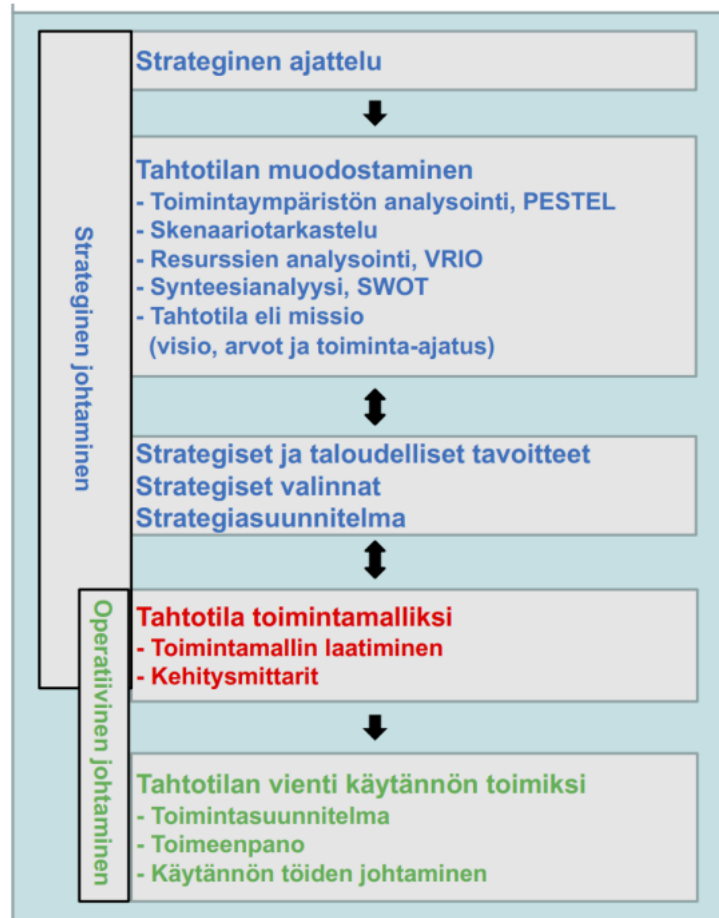 Strateginen ajattelu
Tahtotilan muodostaminen
- Toimintaympäristön analysointi, PESTEL
- Skenaariotarkastelu
- Resurssien analysointi, VRIO
- Synteesianalyysi, SWOT
- Tahtotila eli missio
(visio, arvot ja toiminta-ajatus)
Strategiset ja taloudelliset tavoitteet
Strategiset valinnat
Strategiasuunnitelma
Tahtotila toimintamalliksi
- Toimintamallin laatiminen
- Kehitysmittarit
Tahtotilan vienti käytännön toimiksi
- Toimintasuunnitelma
- Toimeenpano
- Käytännön töiden johtaminen
Strateginen johtaminen
Operatiivinen johtaminen